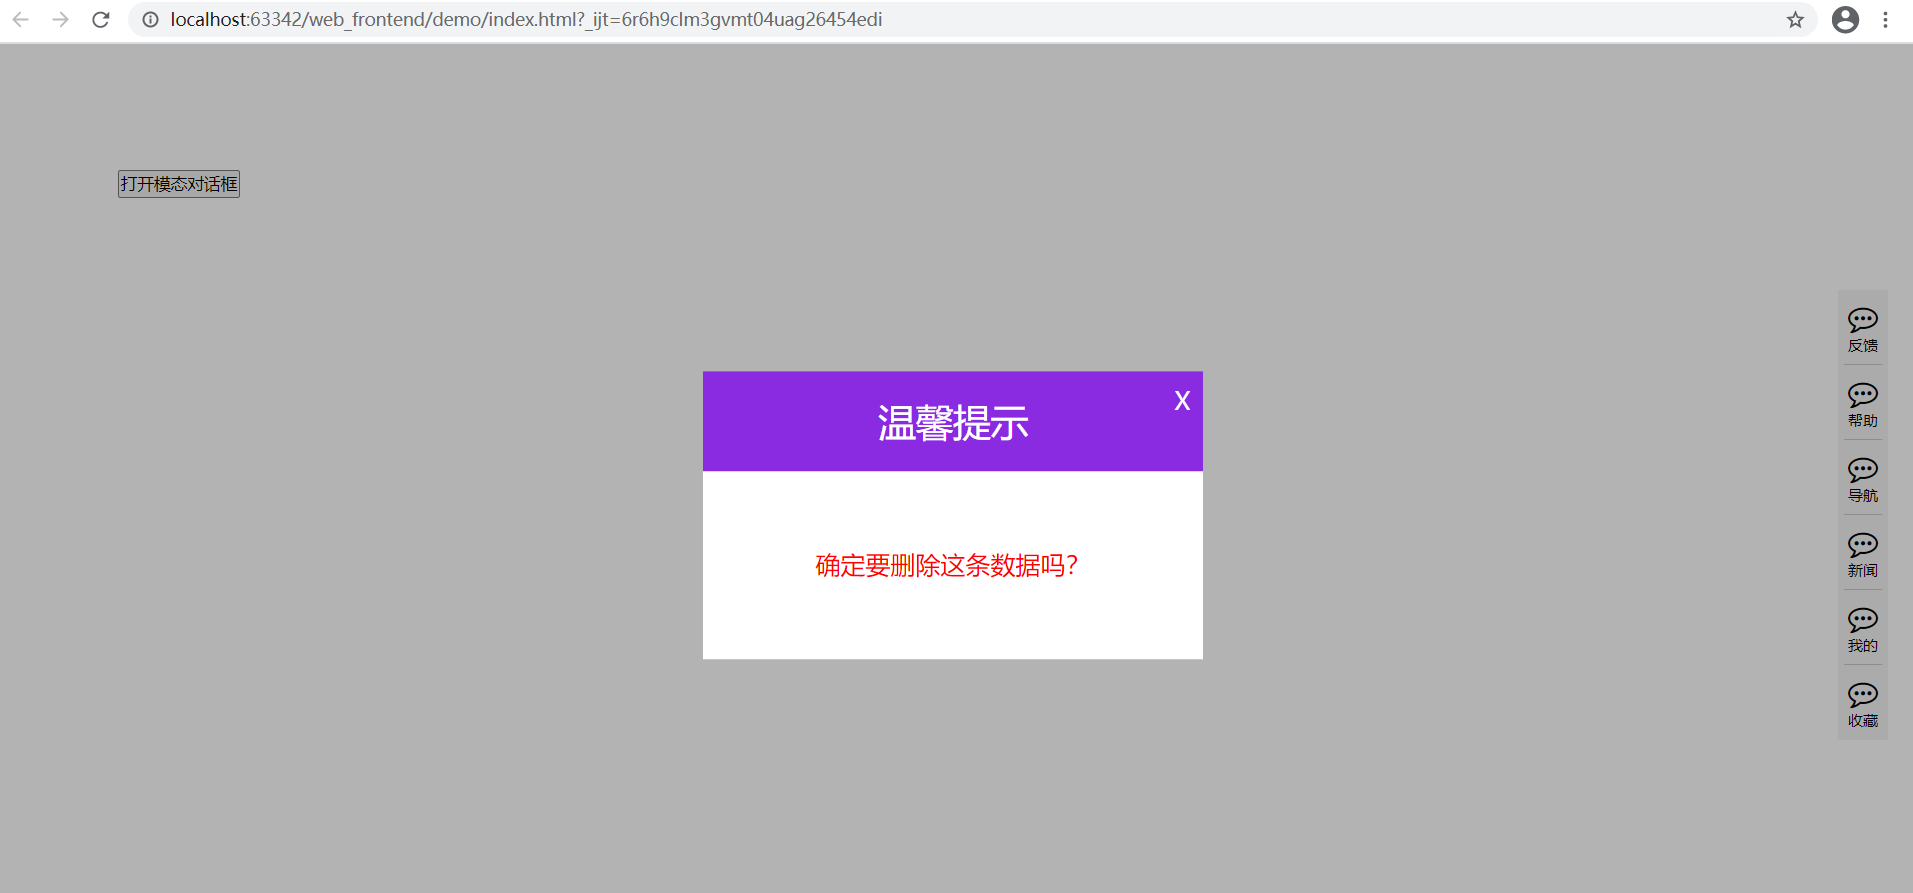 localhost:63342/web_frontend/demo/index.html?_ijt=6r6h9clm3gvmt04uag26454edi
打开模态对话框
温馨提示
X
确定要删除这条数据吗？
反馈
帮助
导航
新闻
我的
收藏